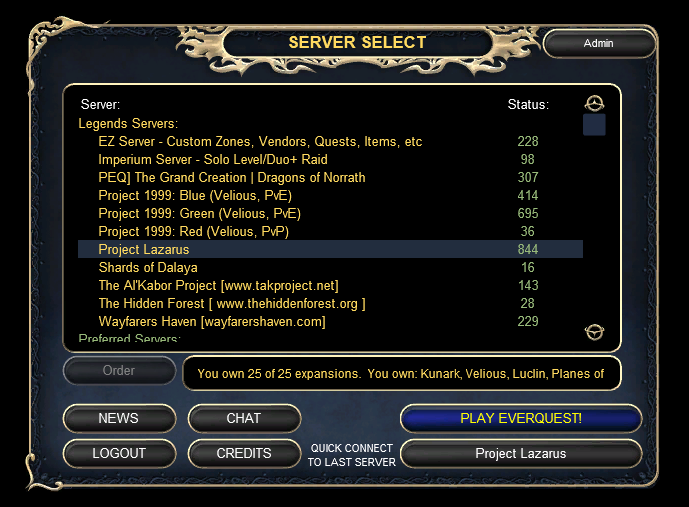 SERVER SELECT
Admin
Server: Status:
Legends Servers:
EZ Server - Custom Zones, Vendors, Quests, Items, etc 228
Imperium Server - Solo Level/Duo+ Raid 98
PEQ] The Grand Creation | Dragons of Norrath 307
Project 1999: Blue (Velious, PvE) 414
Project 1999: Green (Velious, PvE) 695
Project 1999: Red (Velious, PvP) 36
Project Lazarus 844
Shards of Dalaya 16
The Al'Kabor Project [www.takproject.net] 143
The Hidden Forest [ www.thehiddenforest.org ] 28
Wayfarers Haven [wayfarershaven.com] 229
Preferred Servers:
Order
You own 25 of 25 expansions. You own: Kunark, Velious, Luclin, Planes of
NEWS CHAT PLAY EVERQUEST!
LOGOUT CREDITS
QUICK CONNECT
TO LAST SERVER
Project Lazarus